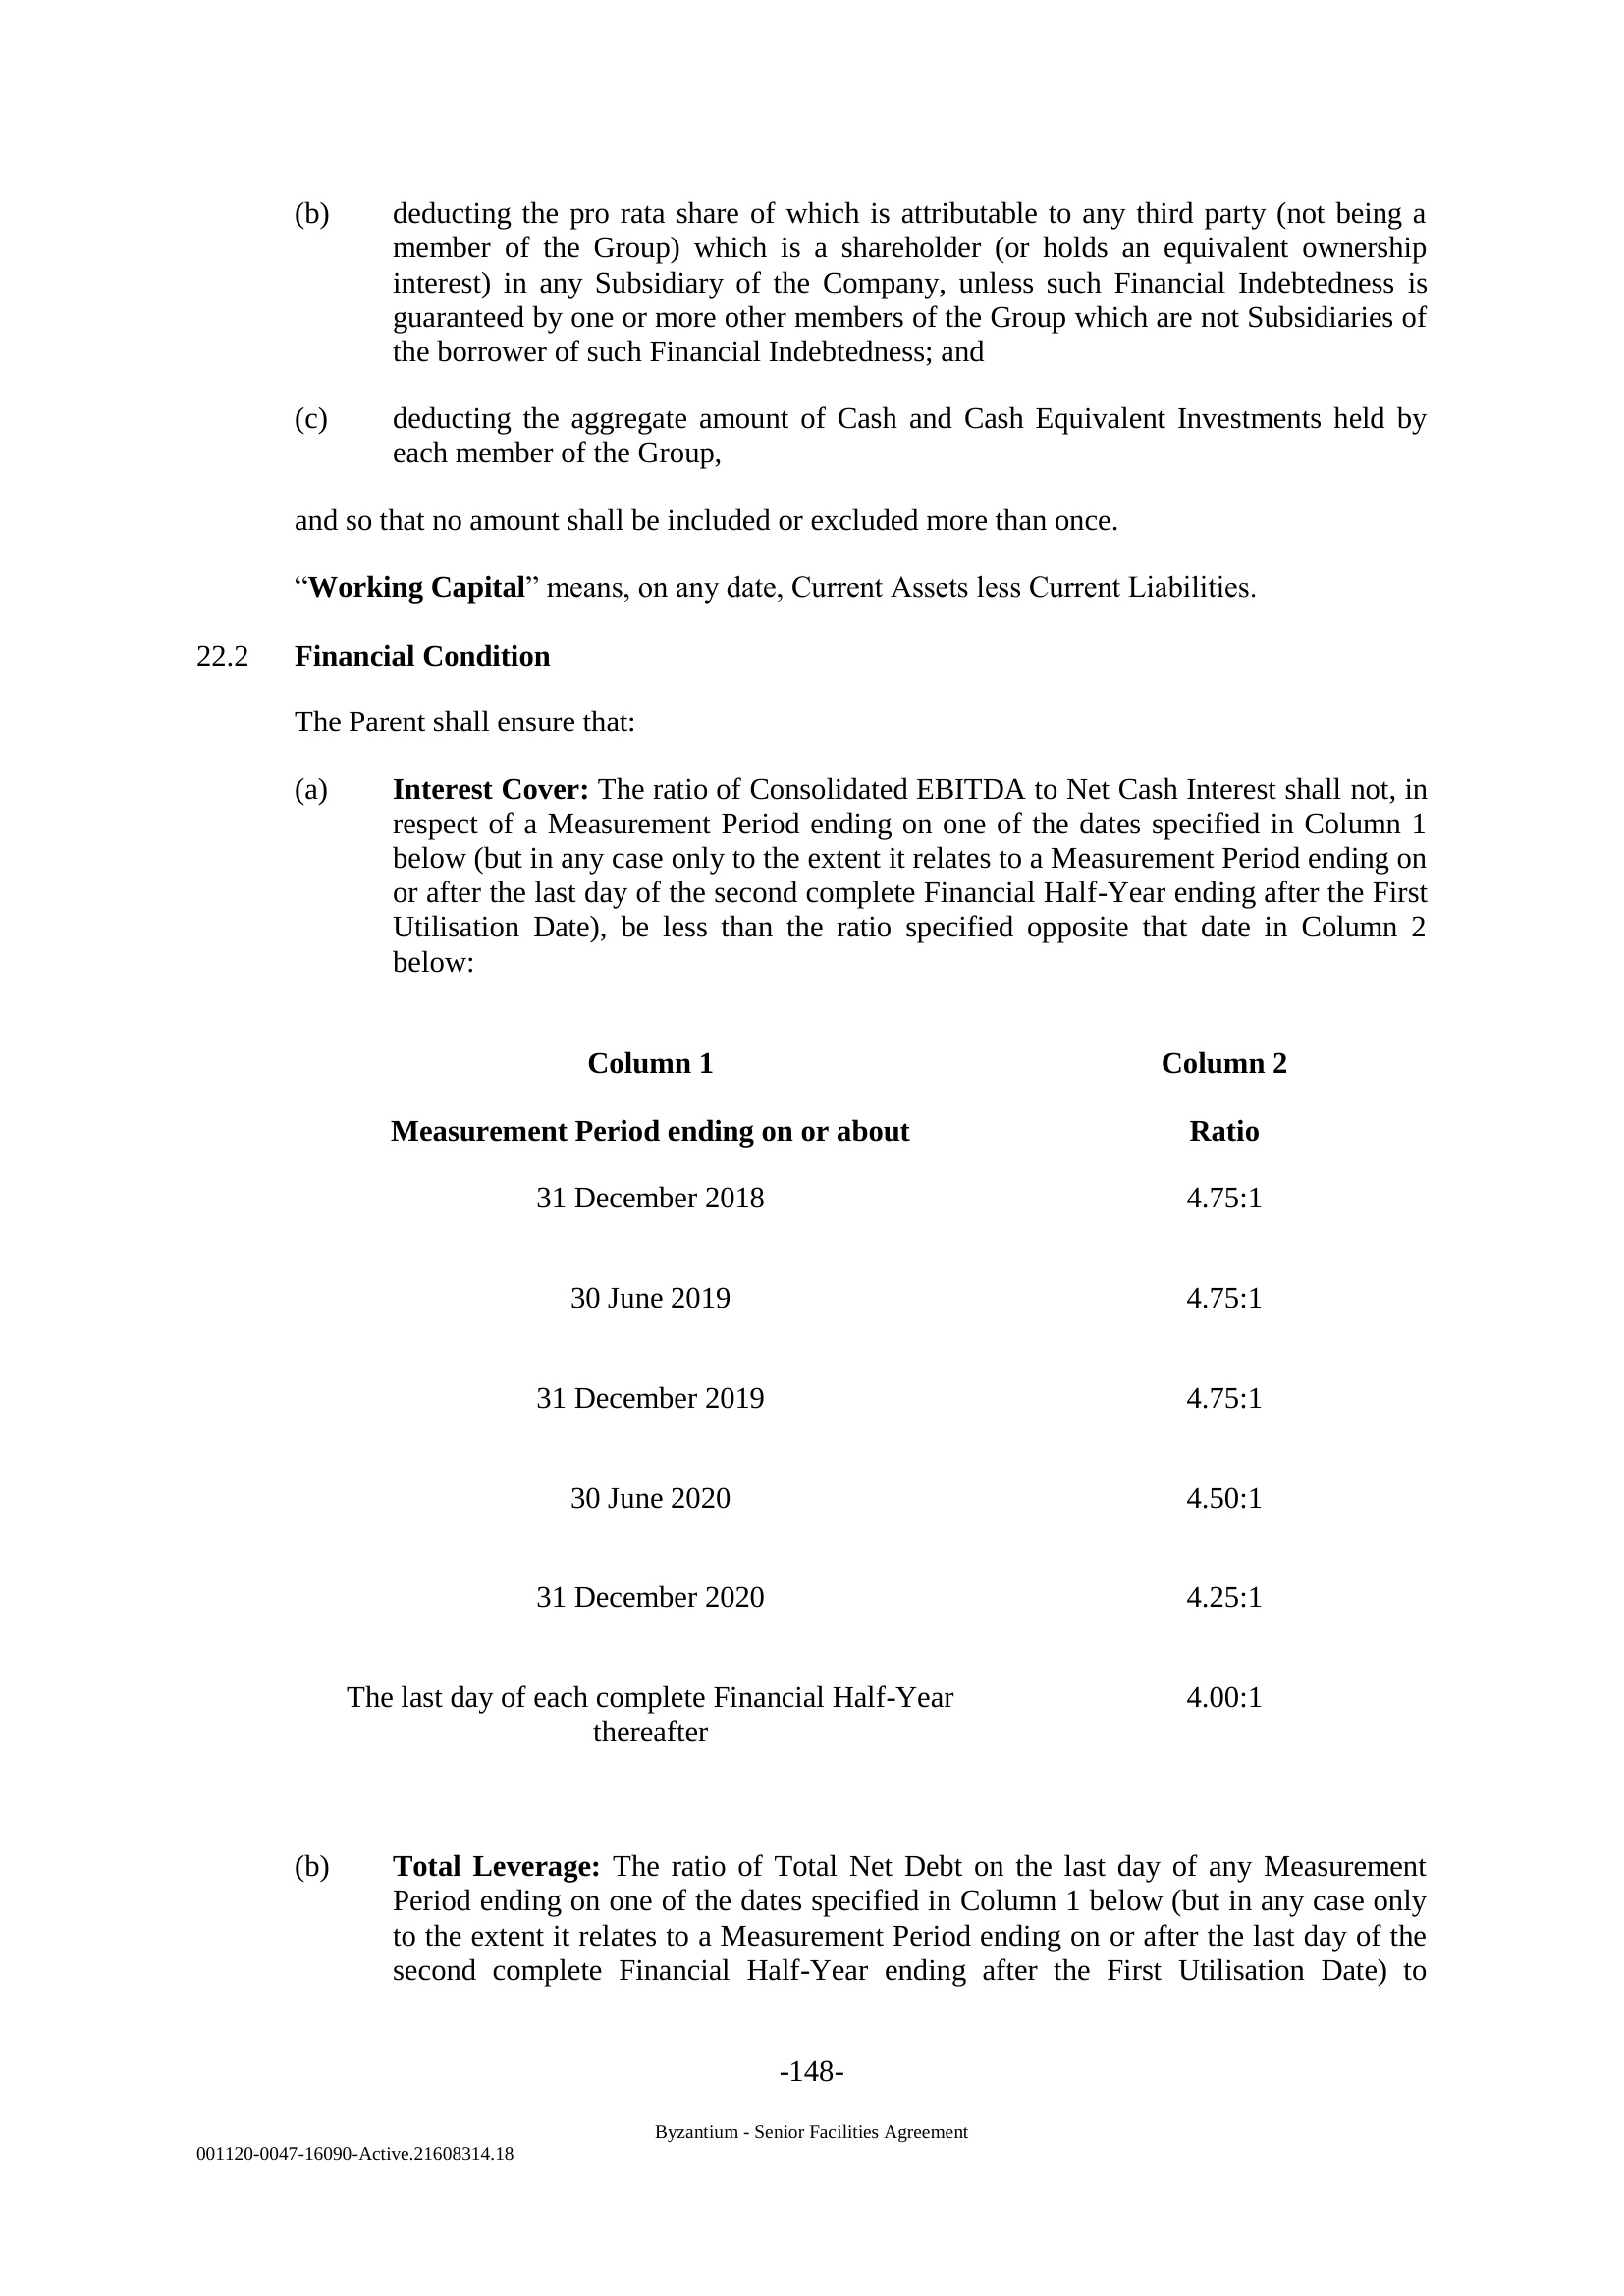 (b) deducting the pro rata share of which is attributable to any third party (not being a
member of the Group) which is a shareholder (or holds an equivalent ownership
interest) in any Subsidiary of the Company, unless such Financial Indebtedness is
guaranteed by one or more other members of the Group which are not Subsidiaries of
the borrower of such Financial Indebtedness; and
(c) deducting the aggregate amount of Cash and Cash Equivalent Investments held by
each member of the Group,
and so that no amount shall be included or excluded more than once.
“Working Capital” means, on any date, Current Assets less Current Liabilities.
22.2 Financial Condition
The Parent shall ensure that:
(a) Interest Cover: The ratio of Consolidated EBITDA to Net Cash Interest shall not, in
respect of a Measurement Period ending on one of the dates specified in Column 1
below (but in any case only to the extent it relates to a Measurement Period ending on
or after the last day of the second complete Financial Half-Year ending after the First
Utilisation Date), be less than the ratio specified opposite that date in Column 2
below:
Column 1 Column 2
Measurement Period ending on or about Ratio
31 December 2018 4.75:1
30 June 2019 4.75:1
31 December 2019 4.75:1
30 June 2020 4.50:1
31 December 2020 4.25:1
The last day of each complete Financial Half-Year 4.00:1
thereafter
(b) Total Leverage: The ratio of Total Net Debt on the last day of any Measurement
Period ending on one of the dates specified in Column 1 below (but in any case only
to the extent it relates to a Measurement Period ending on or after the last day of the
second complete Financial Half-Year ending after the First Utilisation Date) to
-148-
Byzantium - Senior Facilities Agreement
001120-0047-16090-Active.21608314.18